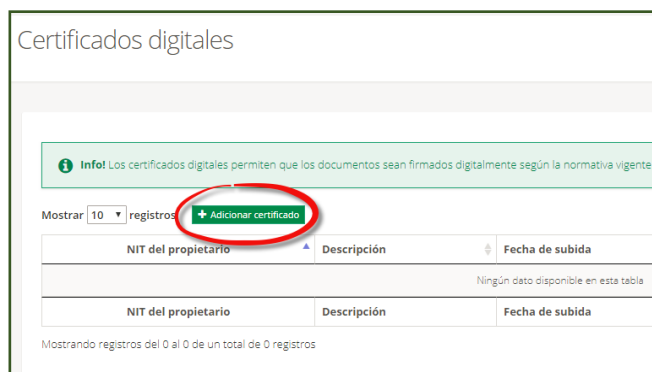 Certificados digitales
Info! Los certificados digitales permiten que los documentos sean firmados digitalmente según la normativa vigente
Mostrar 10 registros + Adicionar certificado
NIT del propietario Descripción Fecha de subida
Ningún dato disponible en esta tabla
NIT del propietario Descripción Fecha de subida
Mostrando registros del 0 al 0 de un total de 0 registros